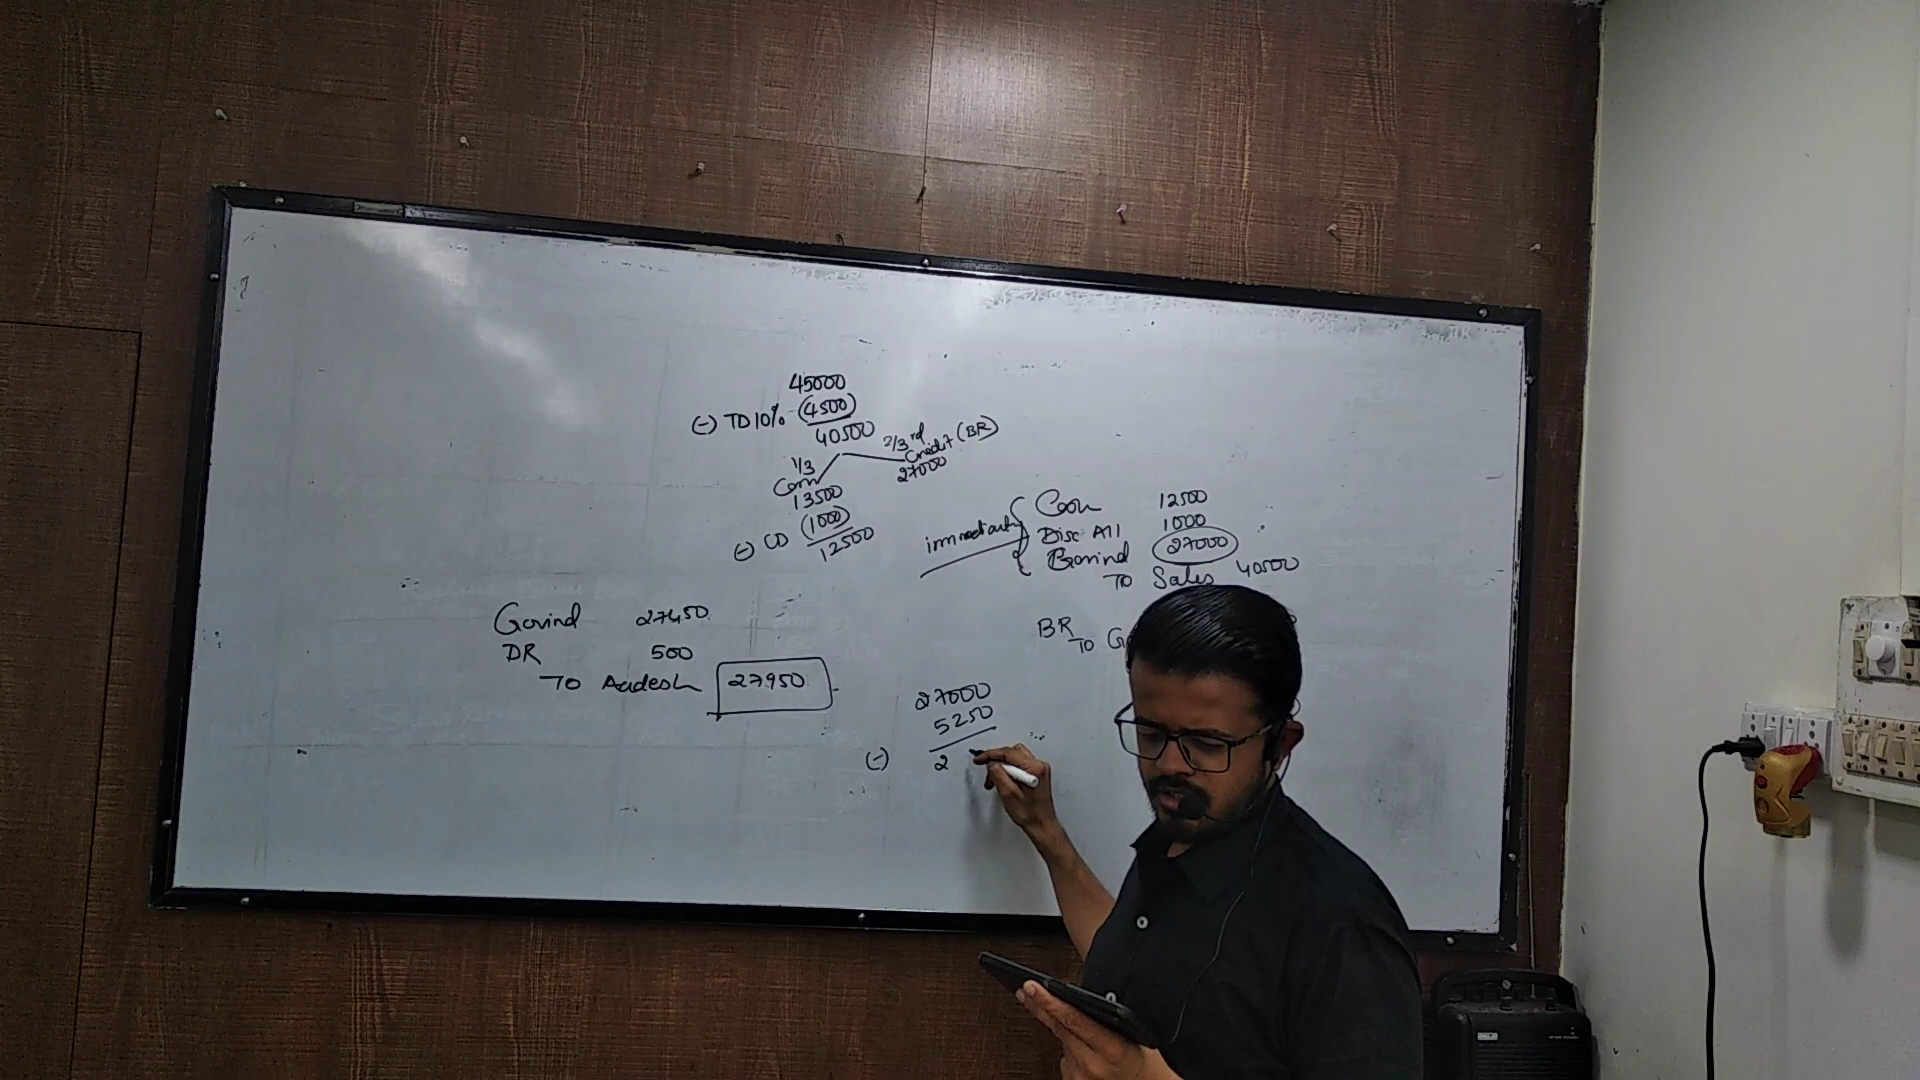 45000
(-) TD 10% (4500)
40500
1/3
2/3rd
Credit (BR)
27000
Cash
13500
(-) CD (1000)
12500
immediately
Cash 12500
Disc All 1000
Govind 27000
TO Sales 40500
BR
TO G
Govind 27450
DR 500
TO Aadesh 27950
27000
5250
(-) 2